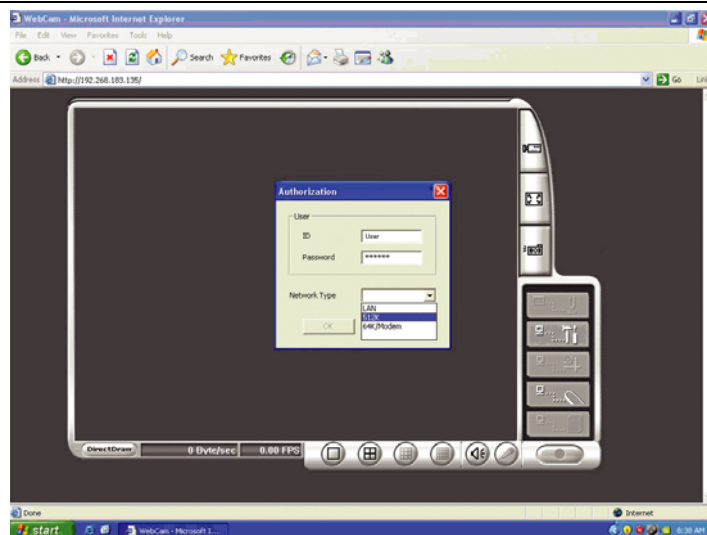 WebCam - Microsoft Internet Explorer
File Edit View Favorites Tools Help
Back Search Favorites
Address http://192.268.183.135/ Go Lin
Authorization
User
ID User
Password ******
Network Type
LAN
512K
64K/Modem
OK
DirectDraw 0 Byte/sec 0.00 FPS
Done Internet
start WebCam - Microsoft I... 6:38 AM